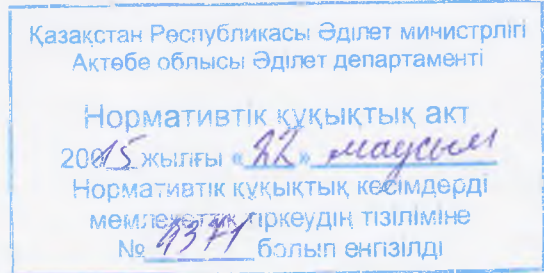 Қазақстан Республикасы Әділет министрлігі
Ақтөбе облысы Әділет департаменті
Нормативтік құқықтық акт
2015 жылғы «22» маусым
Нормативтік құқықтық кесімдерді
мемлекеттік тіркеудің тізіліміне
№ 4371 болып енгізілді